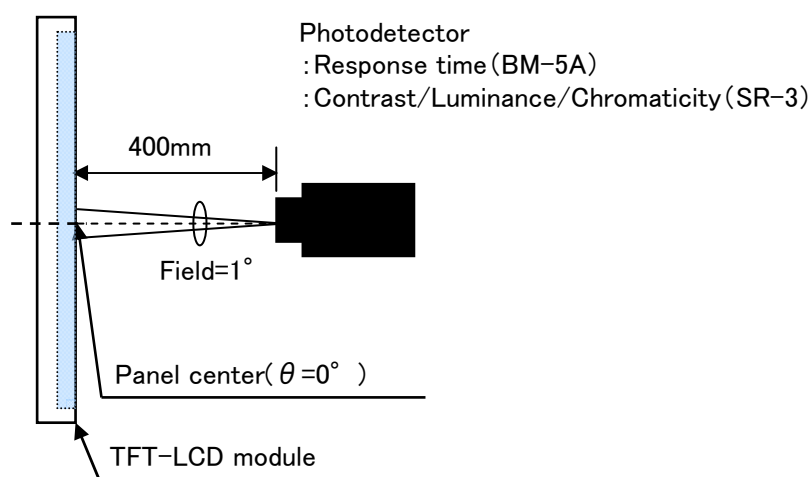 Photodetector
:Response time(BM-5A)
:Contrast/Luminance/Chromaticity(SR-3)
400mm
Field=1°
Panel center(θ=0° )
TFT-LCD module